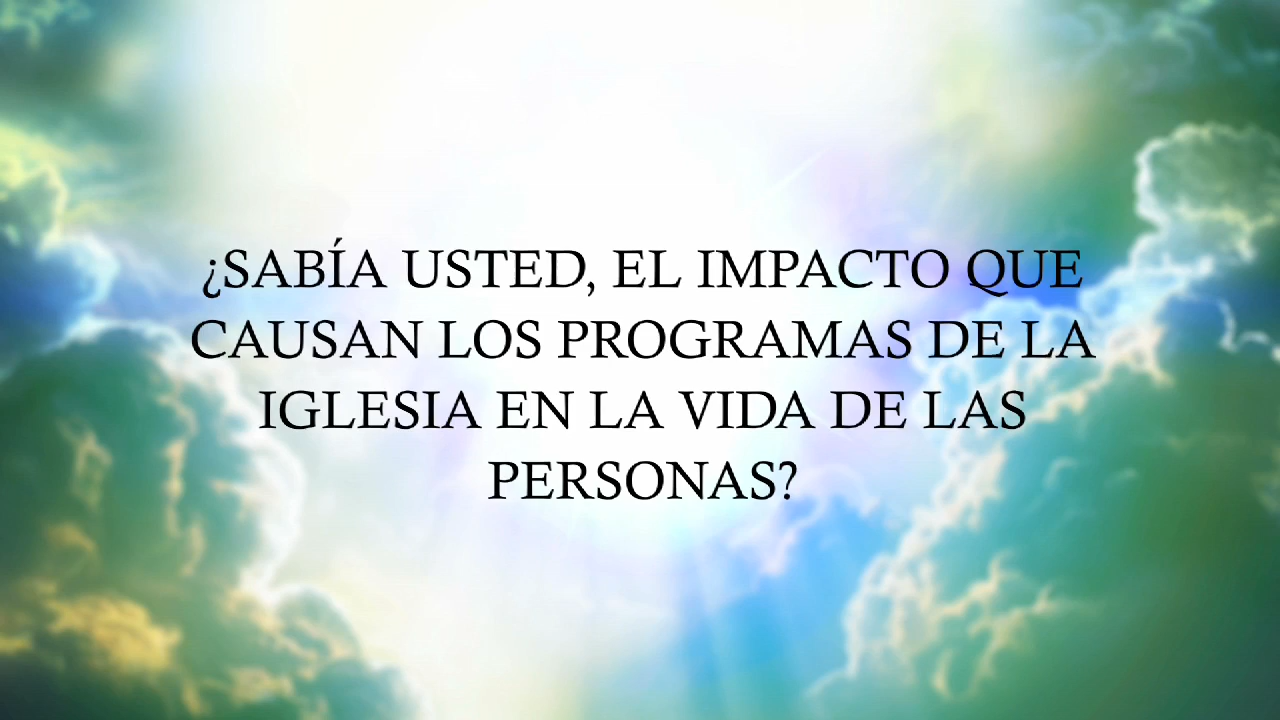 ¿SABÍA USTED, EL IMPACTO QUE
CAUSAN LOS PROGRAMAS DE LA
IGLESIA EN LA VIDA DE LAS
PERSONAS?